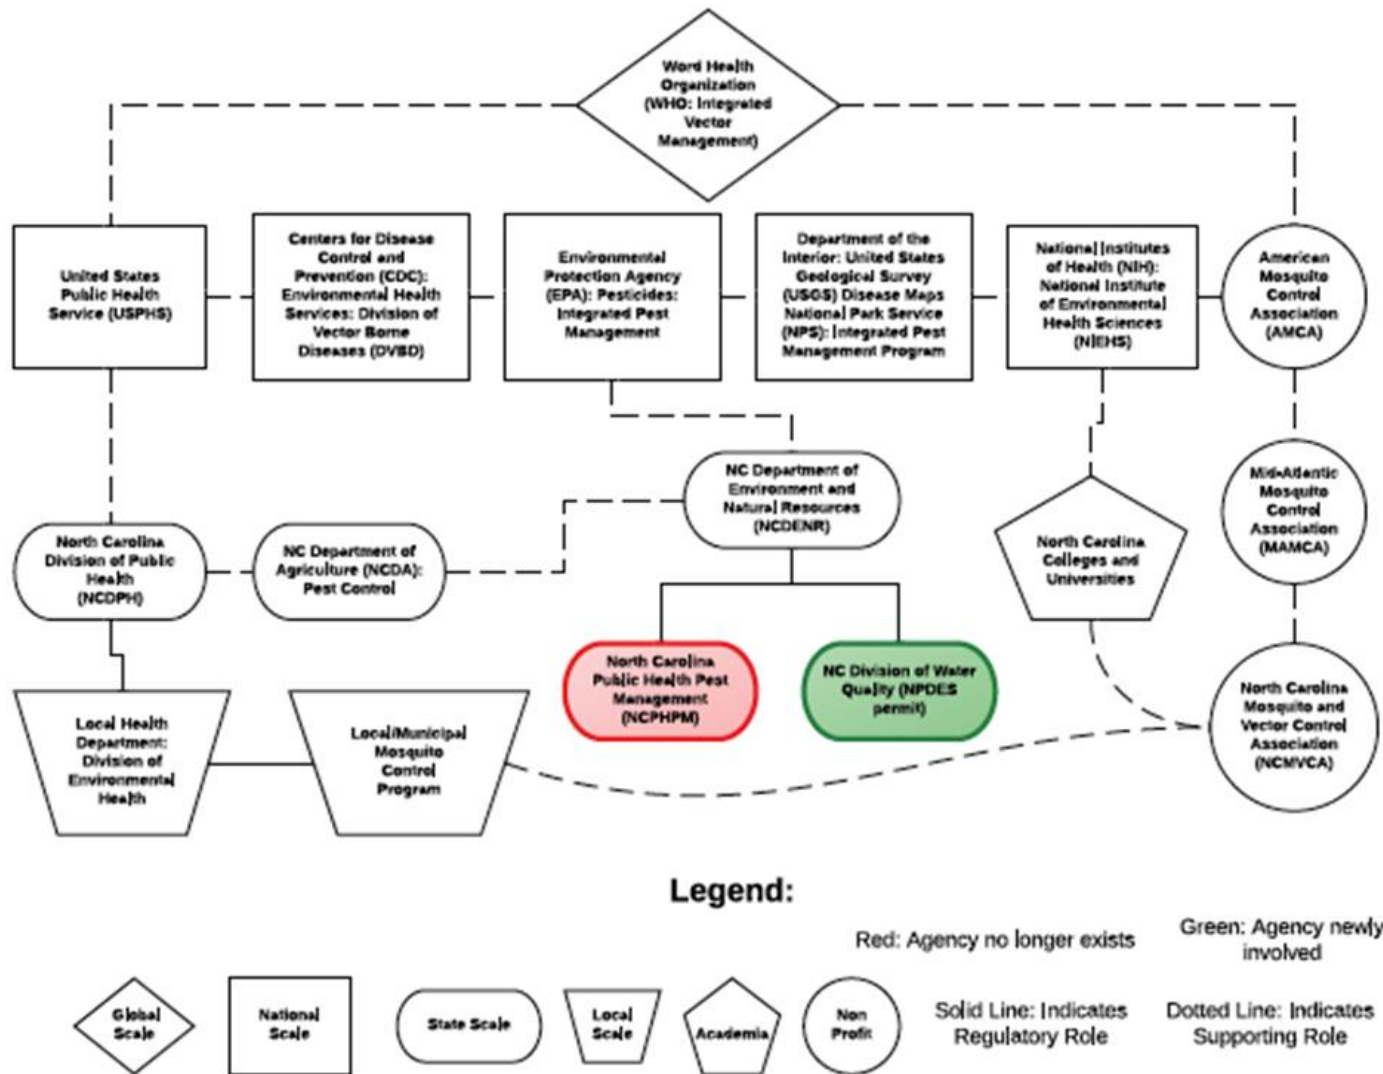 Word Health
Organization
(WHO: Integrated
Vector
Management)
United States
Public Health
Service (USPHS)
Centers for Disease
Control and
Prevention (CDC):
Environmental Health
Services: Division of
Vector Borne
Diseases (DVBD)
Environmental
Protection Agency
(EPA): Pesticides:
Integrated Pest
Management
Department of the
Interior: United States
Geological Survey
(USGS) Disease Maps
National Park Service
(NPS): Integrated Pest
Management Program
National Institutes
of Health (NIH):
National Institute
of Environmental
Health Sciences
(NIEHS)
American
Mosquito
Control
Association
(AMCA)
NC Department of
Environment and
Natural Resources
(NCDENR)
Mid-Atlantic
Mosquito
Control
Association
(MAMCA)
North Carolina
Division of Public
Health
(NCDPH)
NC Department of
Agriculture (NCDA):
Pest Control
North Carolina
Colleges and
Universities
North Carolina
Public Health Pest
Management
(NCPHPM)
NC Division of Water
Quality (NPDES
permit)
North Carolina
Mosquito and
Vector Control
Association
(NCMVCA)
Local Health
Department:
Division of
Environmental
Health
Local/Municipal
Mosquito
Control
Program
Legend:
Red: Agency no longer exists
Green: Agency newly
involved
Global
Scale
National
Scale
State Scale
Local
Scale
Academia
Non
Profit
Solid Line: Indicates
Regulatory Role
Dotted Line: Indicates
Supporting Role